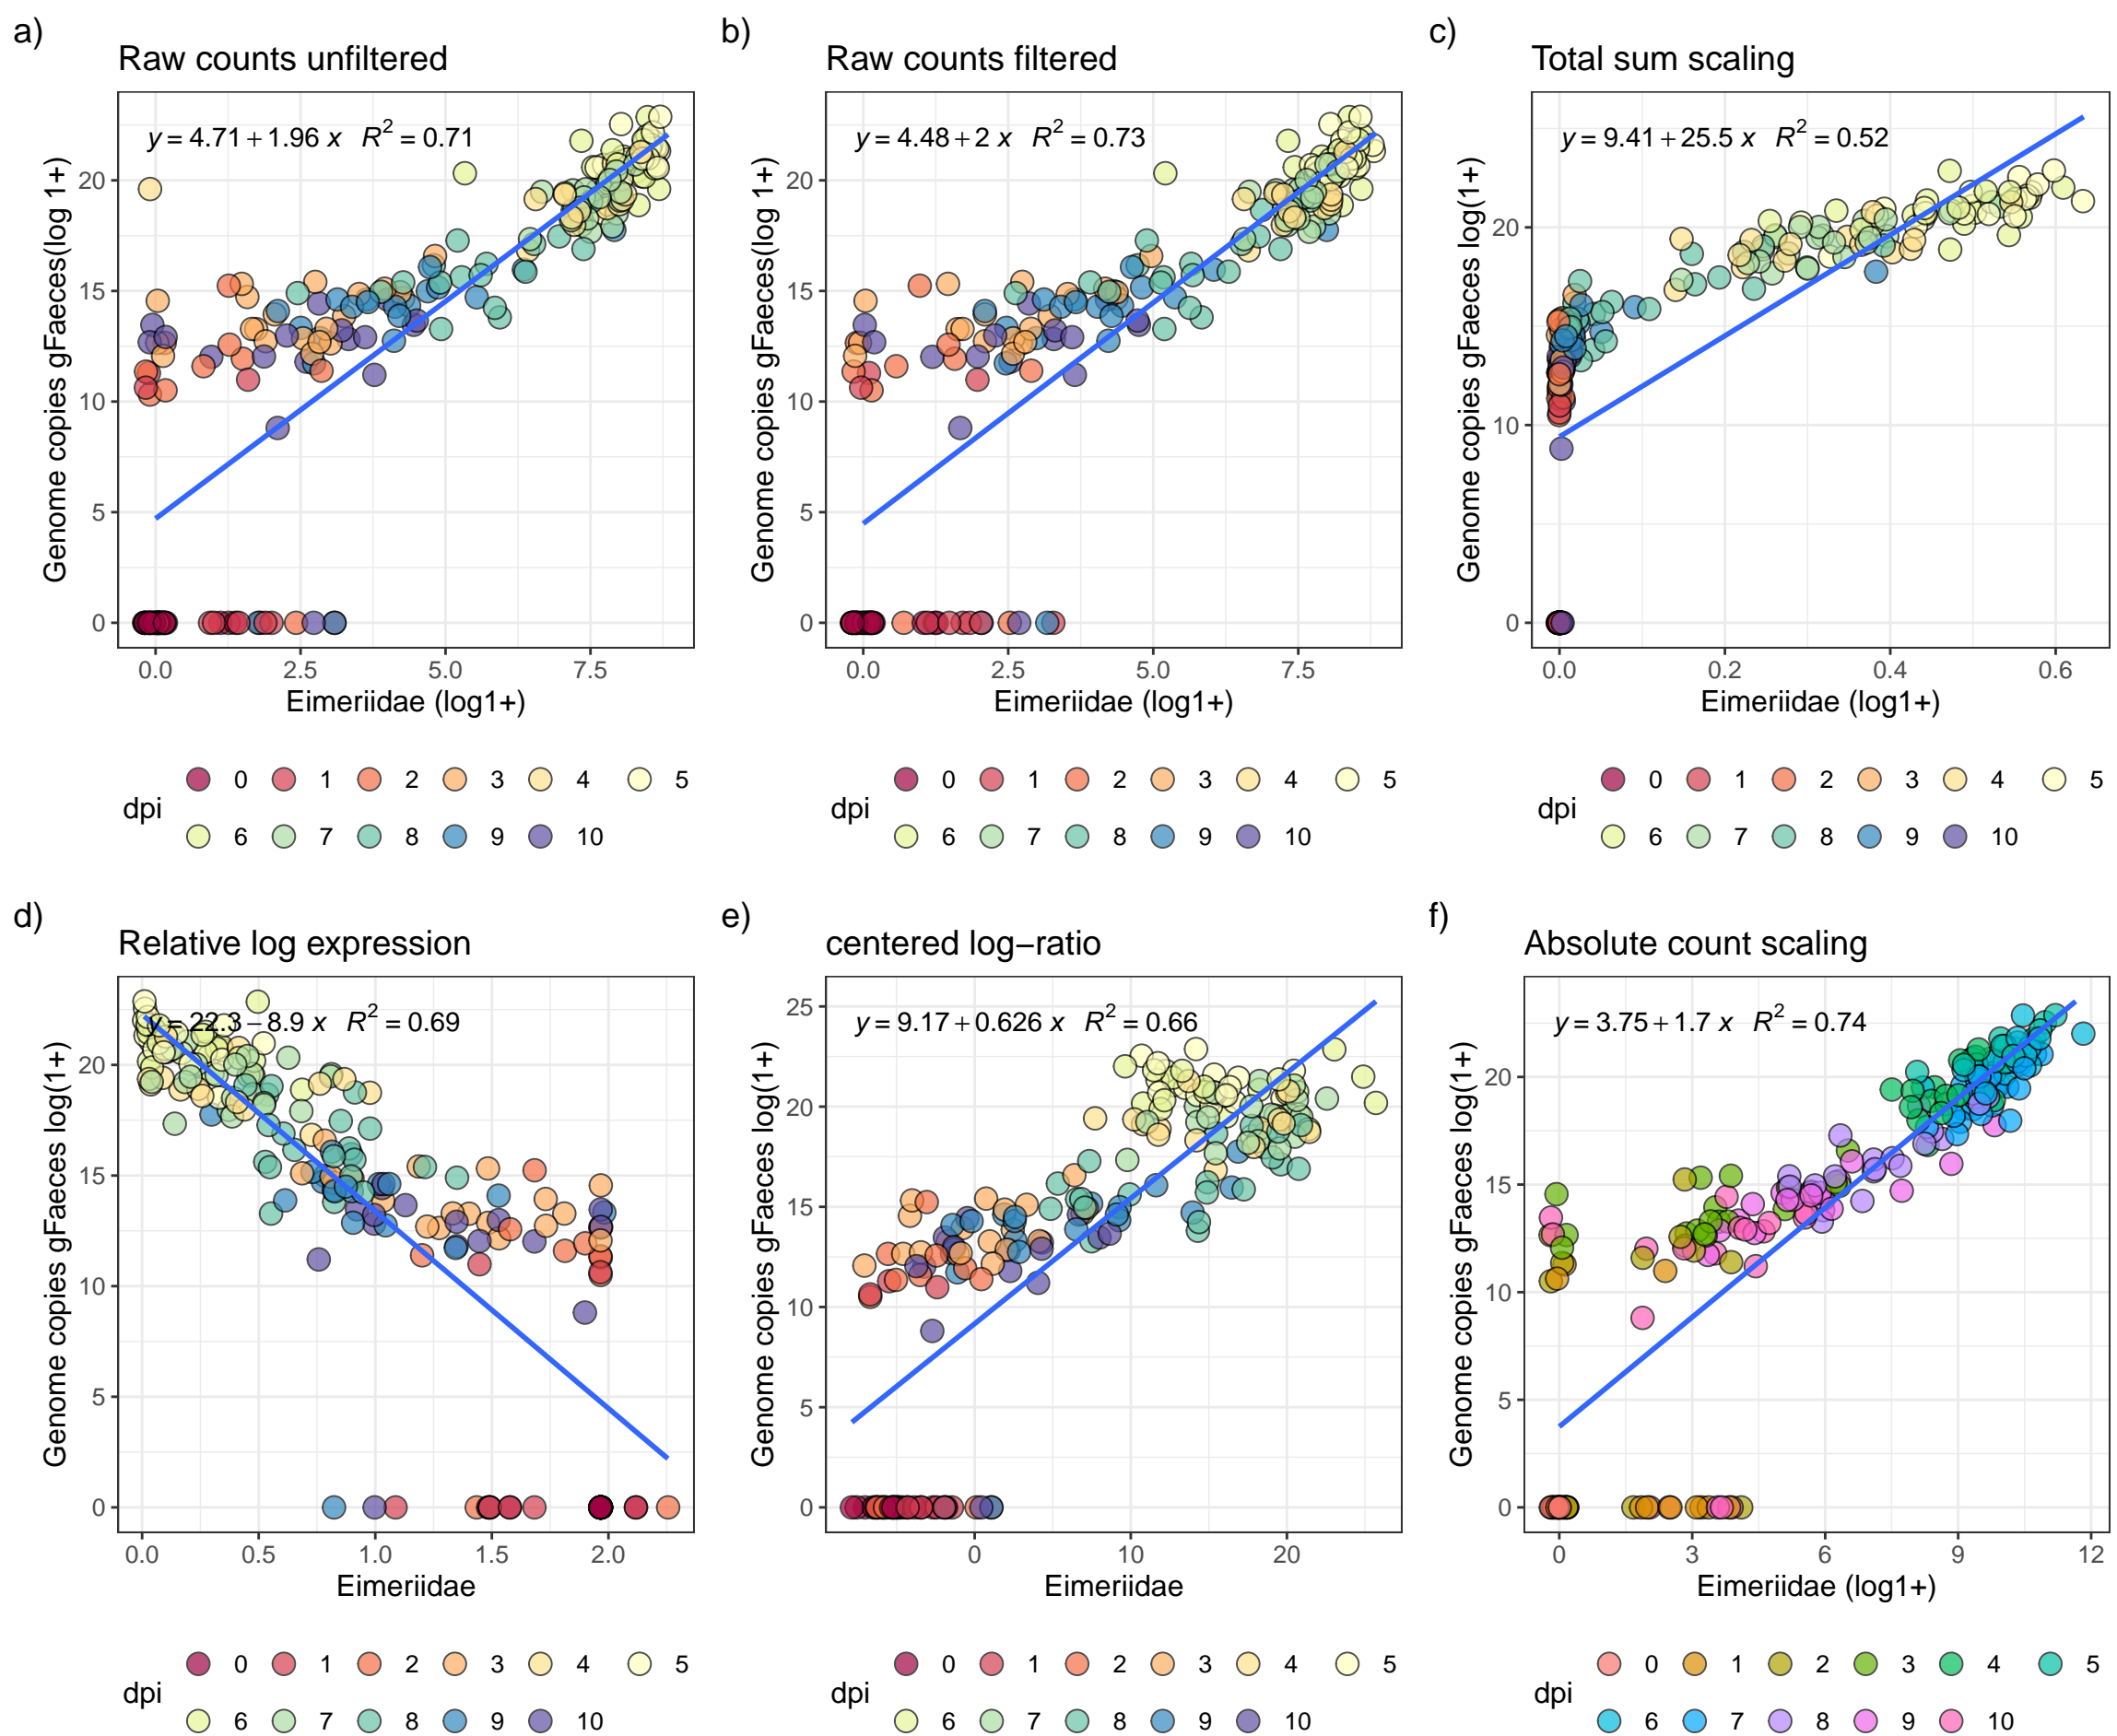 a)
Raw counts unfiltered
y = 4.71 + 1.96 x   R² = 0.71
Genome copies gFaeces(log 1+)
20
15
10
5
0
0.0 2.5 5.0 7.5
Eimeriidae (log1+)
dpi
0 1 2 3 4 5
6 7 8 9 10
b)
Raw counts filtered
y = 4.48 + 2 x   R² = 0.73
Genome copies gFaeces(log 1+)
20
15
10
5
0
0.0 2.5 5.0 7.5
Eimeriidae (log1+)
dpi
0 1 2 3 4 5
6 7 8 9 10
c)
Total sum scaling
y = 9.41 + 25.5 x   R² = 0.52
Genome copies gFaeces log(1+)
20
10
0
0.0 0.2 0.4 0.6
Eimeriidae (log1+)
dpi
0 1 2 3 4 5
6 7 8 9 10
d)
Relative log expression
y = 22.3 − 8.9 x   R² = 0.69
Genome copies gFaeces log(1+)
20
15
10
5
0
0.0 0.5 1.0 1.5 2.0
Eimeriidae
dpi
0 1 2 3 4 5
6 7 8 9 10
e)
centered log−ratio
y = 9.17 + 0.626 x   R² = 0.66
Genome copies gFaeces log(1+)
25
20
15
10
5
0
0 10 20
Eimeriidae
dpi
0 1 2 3 4 5
6 7 8 9 10
f)
Absolute count scaling
y = 3.75 + 1.7 x   R² = 0.74
Genome copies gFaeces log(1+)
20
15
10
5
0
0 3 6 9 12
Eimeriidae (log1+)
dpi
0 1 2 3 4 5
6 7 8 9 10